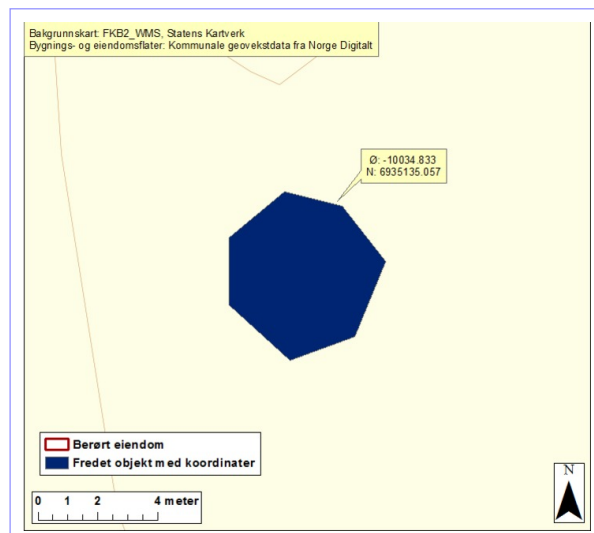 Bakgrunnskart: FKB2_WMS, Statens Kartverk
Bygnings- og eiendomsflater: Kommunale geovekstdata fra Norge Digitalt
Ø: -10034.833
N: 6935135.057
Berørt eiendom
Fredet objekt med koordinater
0 1 2 4 meter
N